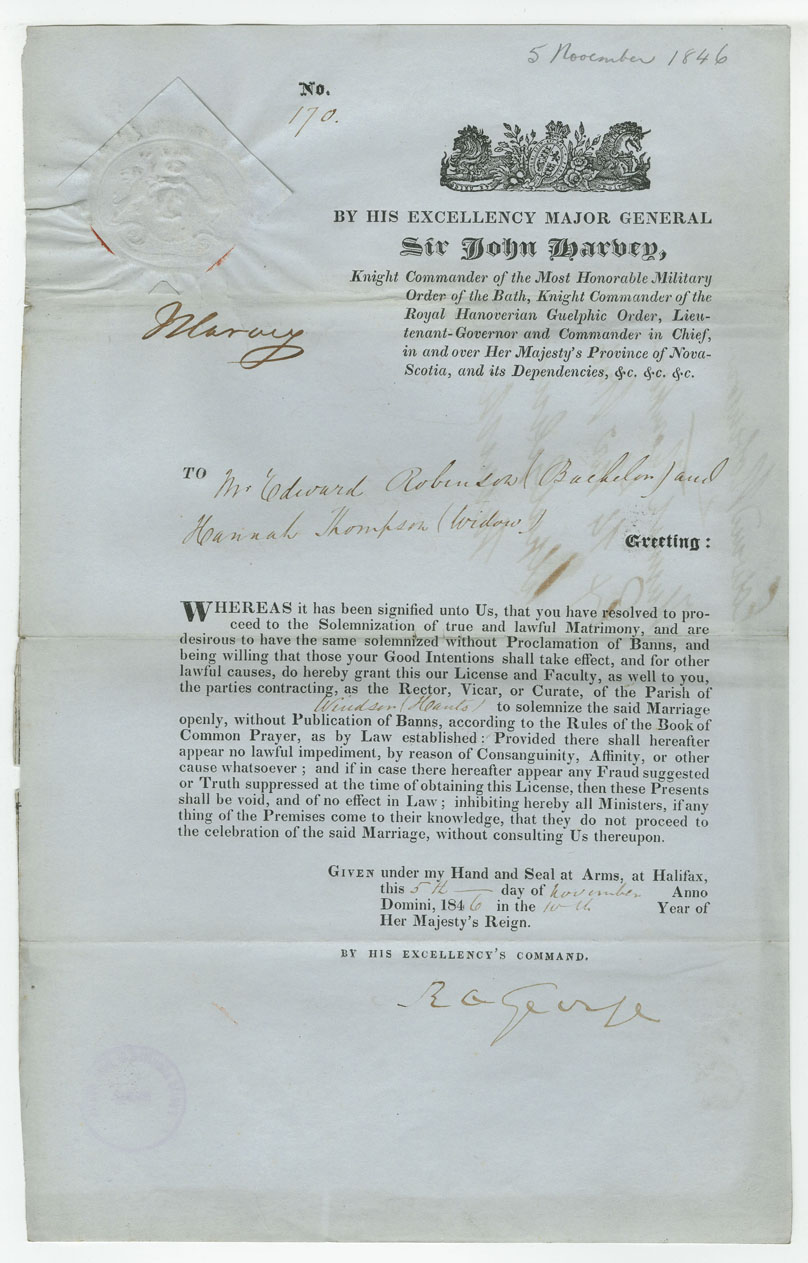 5 November 1846
No.
170.
BY HIS EXCELLENCY MAJOR GENERAL
Sir John Harvey,
Knight Commander of the Most Honorable Military
Order of the Bath, Knight Commander of the
Royal Hanoverian Guelphic Order, Lieu-
tenant-Governor and Commander in Chief,
in and over Her Majesty's Province of Nova-
Scotia, and its Dependencies, &c. &c. &c.
JHarvey
TO Mr Edward Robinson (Bachelor) and
Hannah Thompson (Widow)
Greeting:
WHEREAS it has been signified unto Us, that you have resolved to pro-
ceed to the Solemnization of true and lawful Matrimony, and are
desirous to have the same solemnized without Proclamation of Banns, and
being willing that those your Good Intentions shall take effect, and for other
lawful causes, do hereby grant this our License and Faculty, as well to you,
the parties contracting, as the Rector, Vicar, or Curate, of the Parish of
Windsor (Hants) to solemnize the said Marriage
openly, without Publication of Banns, according to the Rules of the Book of
Common Prayer, as by Law established: Provided there shall hereafter
appear no lawful impediment, by reason of Consanguinity, Affinity, or other
cause whatsoever; and if in case there hereafter appear any Fraud suggested
or Truth suppressed at the time of obtaining this License, then these Presents
shall be void, and of no effect in Law; inhibiting hereby all Ministers, if any
thing of the Premises come to their knowledge, that they do not proceed to
the celebration of the said Marriage, without consulting Us thereupon.
GIVEN under my Hand and Seal at Arms, at Halifax,
this 5th day of November Anno
Domini, 1846 in the 10th Year of
Her Majesty's Reign.
BY HIS EXCELLENCY'S COMMAND.
R D George